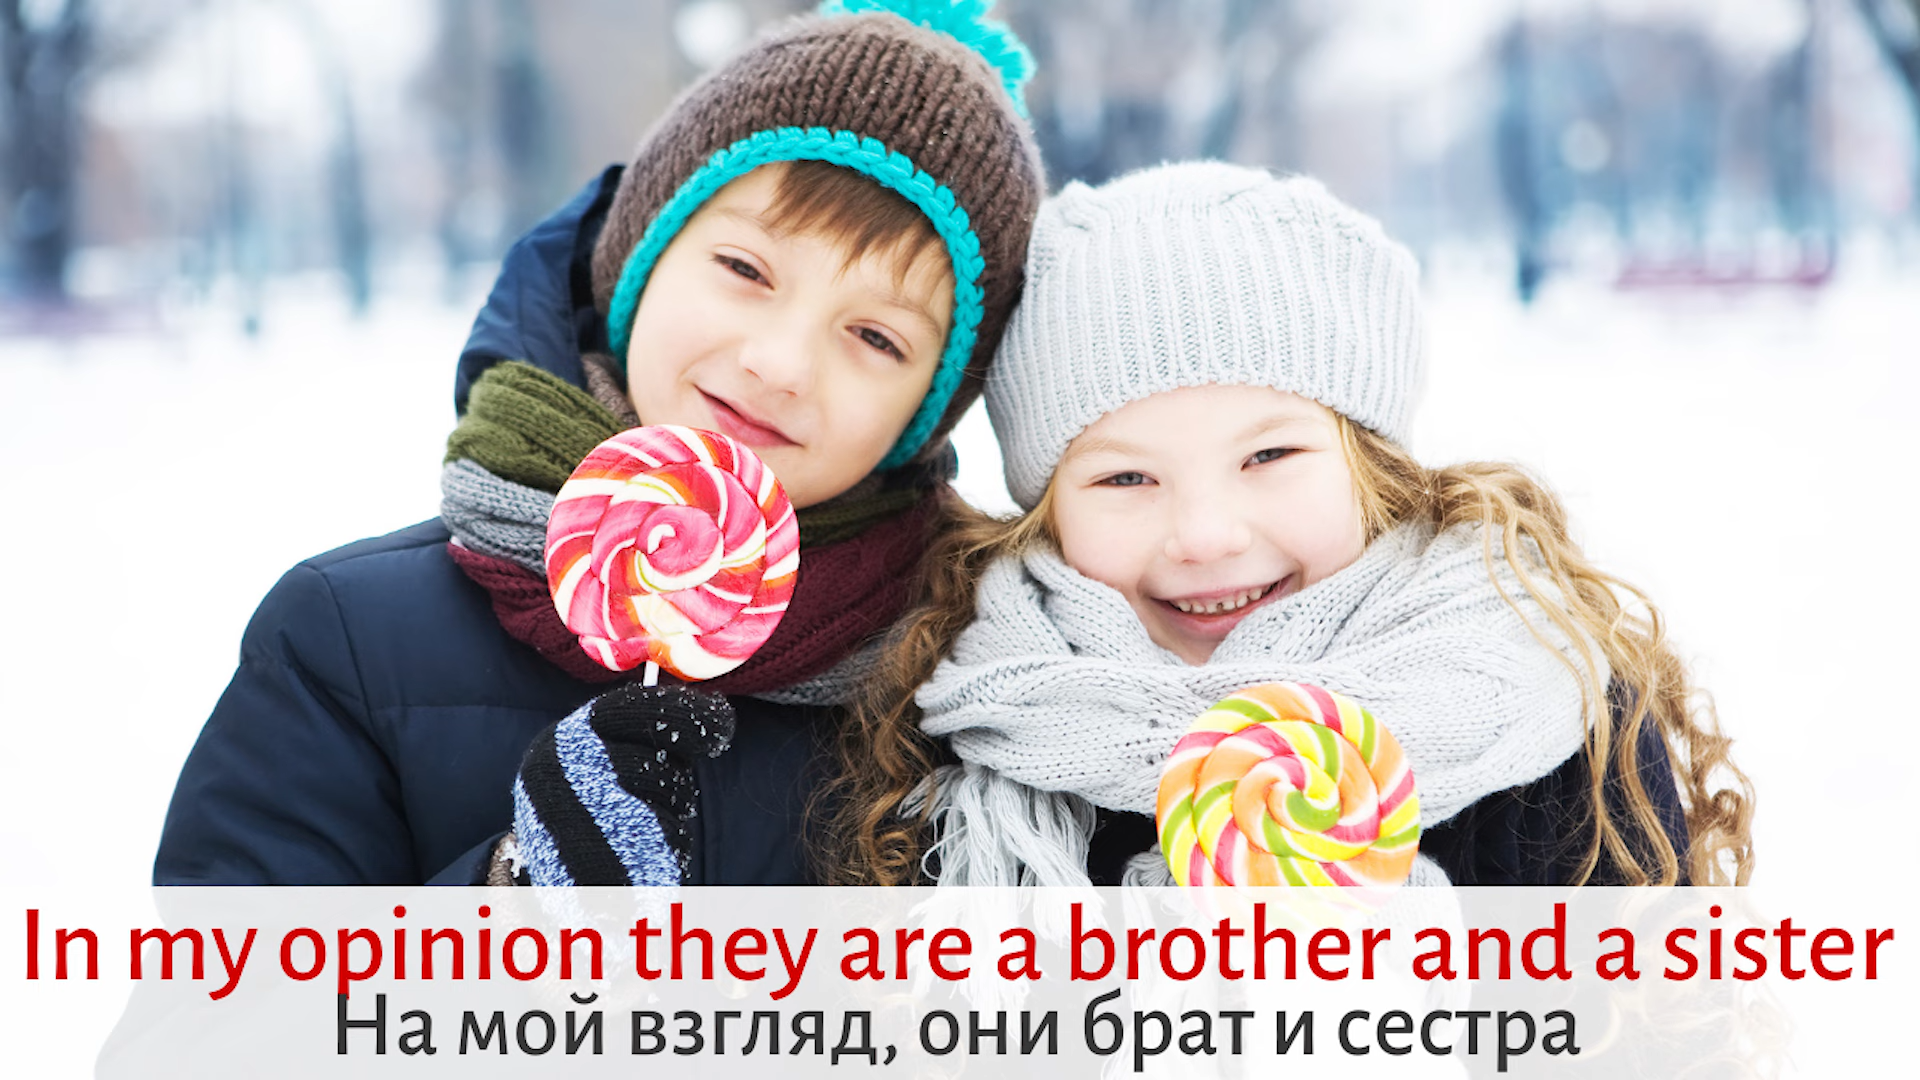 In my opinion they are a brother and a sister
На мой взгляд, они брат и сестра